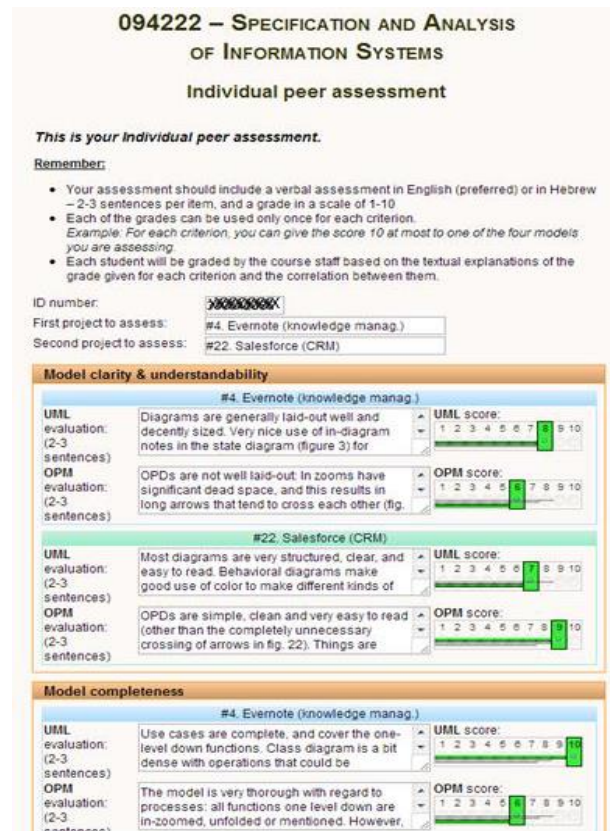 094222 – SPECIFICATION AND ANALYSIS
OF INFORMATION SYSTEMS
Individual peer assessment
This is your Individual peer assessment.
Remember:
• Your assessment should include a verbal assessment in English (preferred) or in Hebrew
– 2-3 sentences per item, and a grade in a scale of 1-10
• Each of the grades can be used only once for each criterion.
Example: For each criterion, you can give the score 10 at most to one of the four models
you are assessing.
• Each student will be graded by the course staff based on the textual explanations of the
grade given for each criterion and the correlation between them.
ID number:
First project to assess: #4. Evernote (knowledge manag.)
Second project to assess: #22. Salesforce (CRM)
Model clarity & understandability
#4. Evernote (knowledge manag.)
UML
evaluation:
(2-3
sentences)
Diagrams are generally laid-out well and
decently sized. Very nice use of in-diagram
notes in the state diagram (figure 3) for
UML score:
1 2 3 4 5 6 7 8 9 10
OPM
evaluation:
(2-3
sentences)
OPDs are not well laid-out: In zooms have
significant dead space, and this results in
long arrows that tend to cross each other (fig.
OPM score:
1 2 3 4 5 6 7 8 9 10
#22. Salesforce (CRM)
UML
evaluation:
(2-3
sentences)
Most diagrams are very structured, clear, and
easy to read. Behavioral diagrams make
good use of color to make different kinds of
UML score:
1 2 3 4 5 6 7 8 9 10
OPM
evaluation:
(2-3
sentences)
OPDs are simple, clean and very easy to read
(other than the completely unnecessary
crossing of arrows in fig. 22). Things are
OPM score:
1 2 3 4 5 6 7 8 9 10
Model completeness
#4. Evernote (knowledge manag.)
UML
evaluation:
(2-3
sentences)
Use cases are complete, and cover the one-
level down functions. Class diagram is a bit
dense with operations that could be
UML score:
1 2 3 4 5 6 7 8 9 10
OPM
evaluation:
(2-3
sentences)
The model is very thorough with regard to
processes: all functions one level down are
in-zoomed, unfolded or mentioned. However,
OPM score:
1 2 3 4 5 6 7 8 9 10